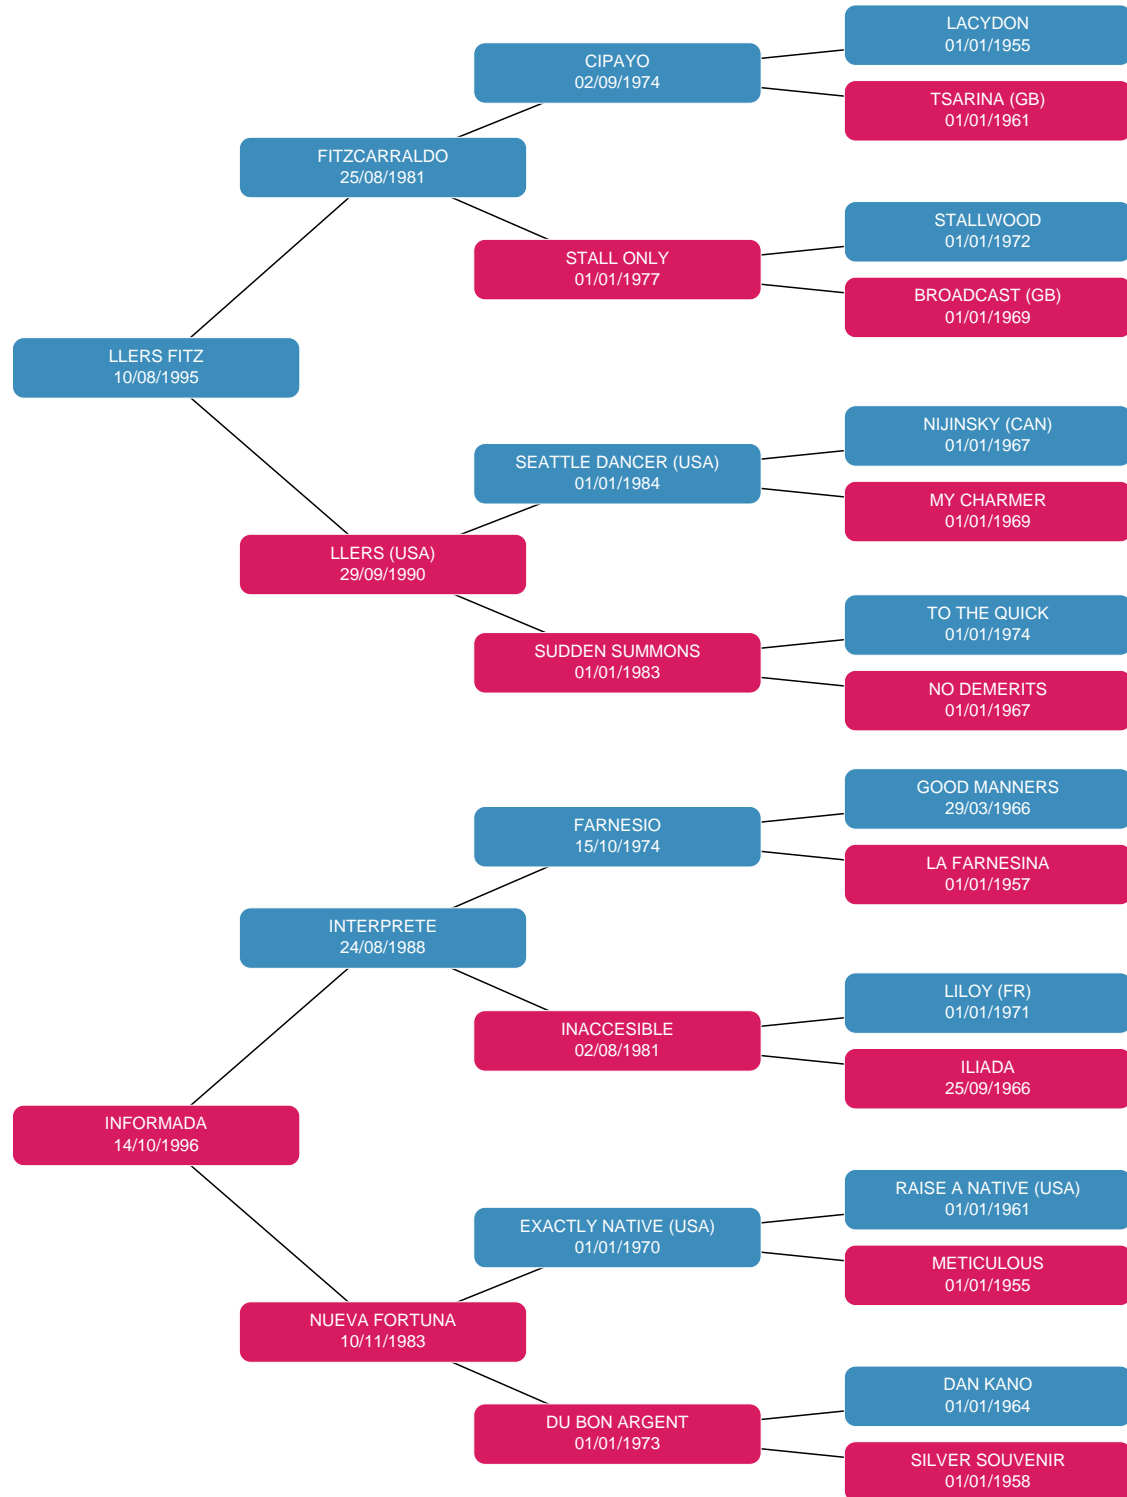 LACYDON
01/01/1955
CIPAYO
02/09/1974
TSARINA (GB)
01/01/1961
FITZCARRALDO
25/08/1981
STALLWOOD
01/01/1972
STALL ONLY
01/01/1977
BROADCAST (GB)
01/01/1969
LLERS FITZ
10/08/1995
NIJINSKY (CAN)
01/01/1967
SEATTLE DANCER (USA)
01/01/1984
MY CHARMER
01/01/1969
LLERS (USA)
29/09/1990
TO THE QUICK
01/01/1974
SUDDEN SUMMONS
01/01/1983
NO DEMERITS
01/01/1967
GOOD MANNERS
29/03/1966
FARNESIO
15/10/1974
LA FARNESINA
01/01/1957
INTERPRETE
24/08/1988
LILOY (FR)
01/01/1971
INACCESIBLE
02/08/1981
ILIADA
25/09/1966
INFORMADA
14/10/1996
RAISE A NATIVE (USA)
01/01/1961
EXACTLY NATIVE (USA)
01/01/1970
METICULOUS
01/01/1955
NUEVA FORTUNA
10/11/1983
DAN KANO
01/01/1964
DU BON ARGENT
01/01/1973
SILVER SOUVENIR
01/01/1958